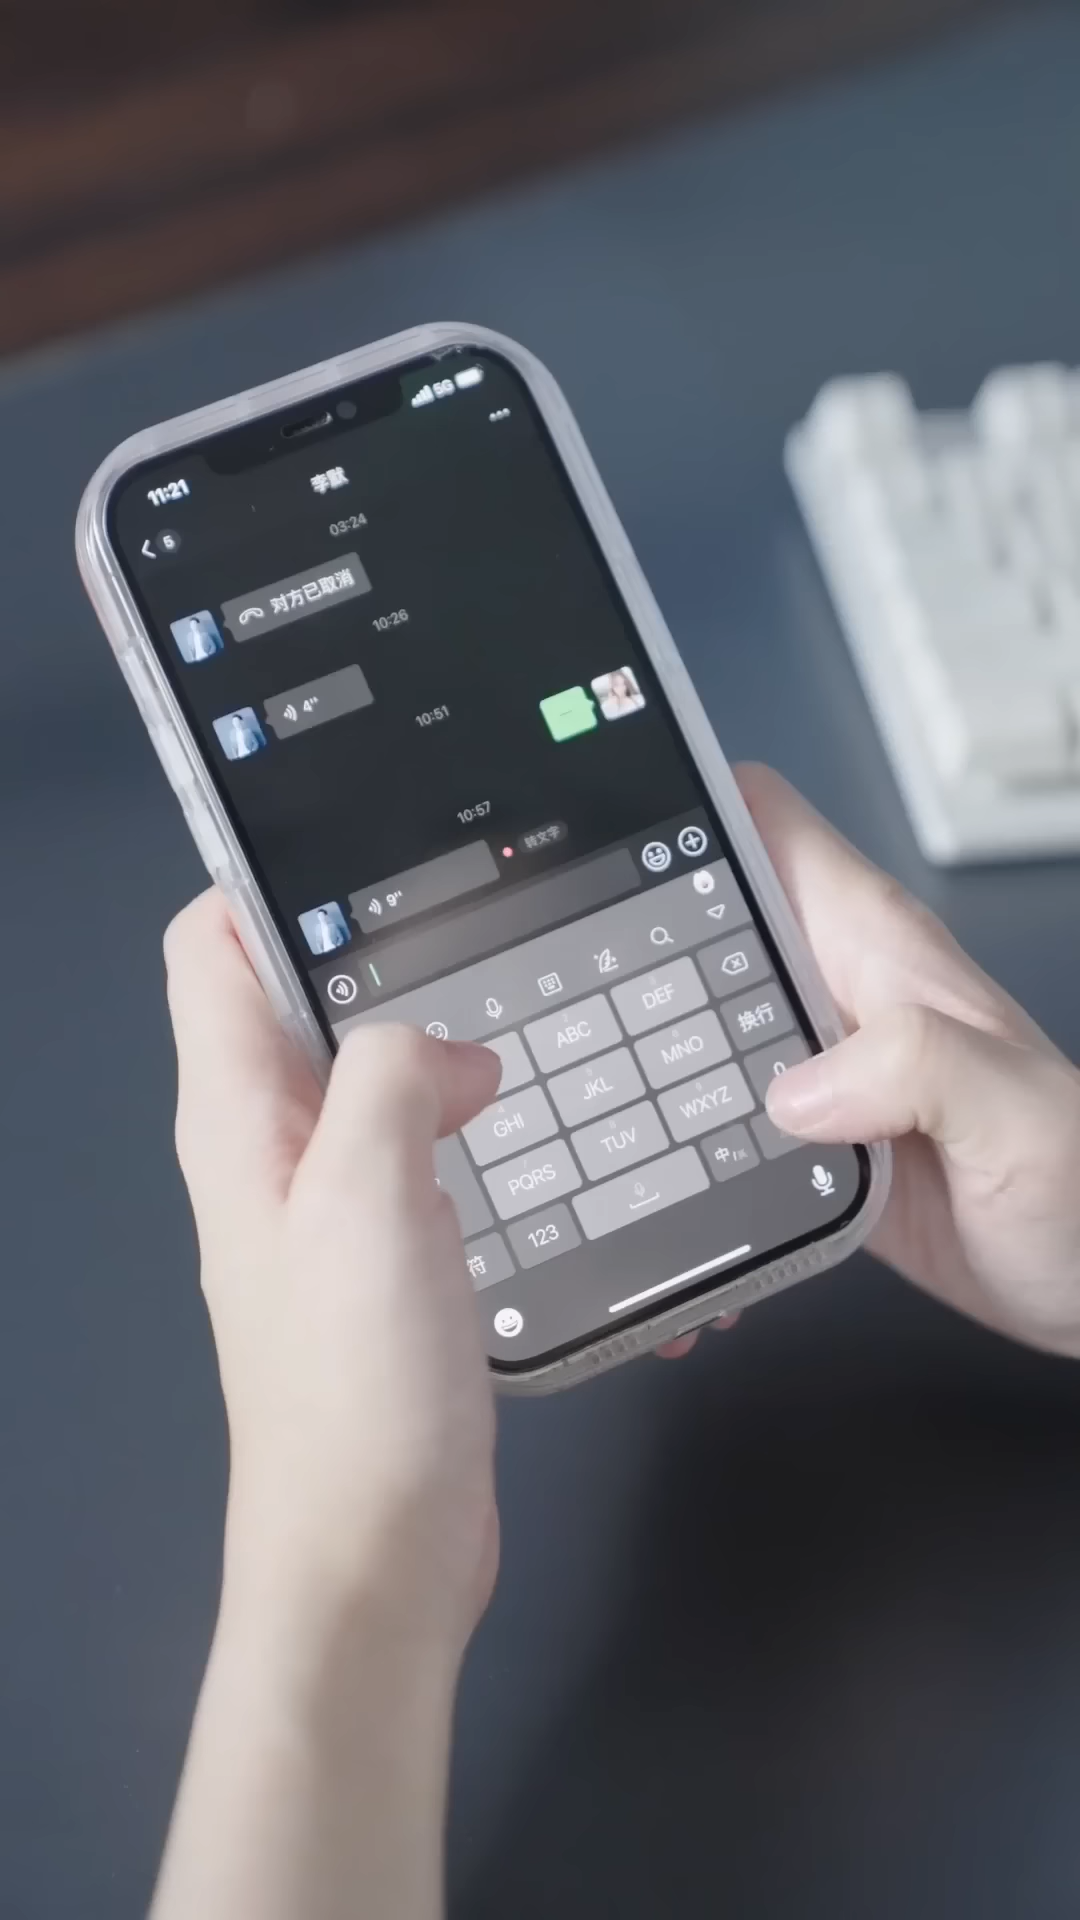 5G
11:21
李默
5
03:24
对方已取消
10:26
4"
10:51
10:57
转文字
9"
ABC
DEF
GHI
JKL
MNO
换行
PQRS
TUV
WXYZ
符
123
中/英